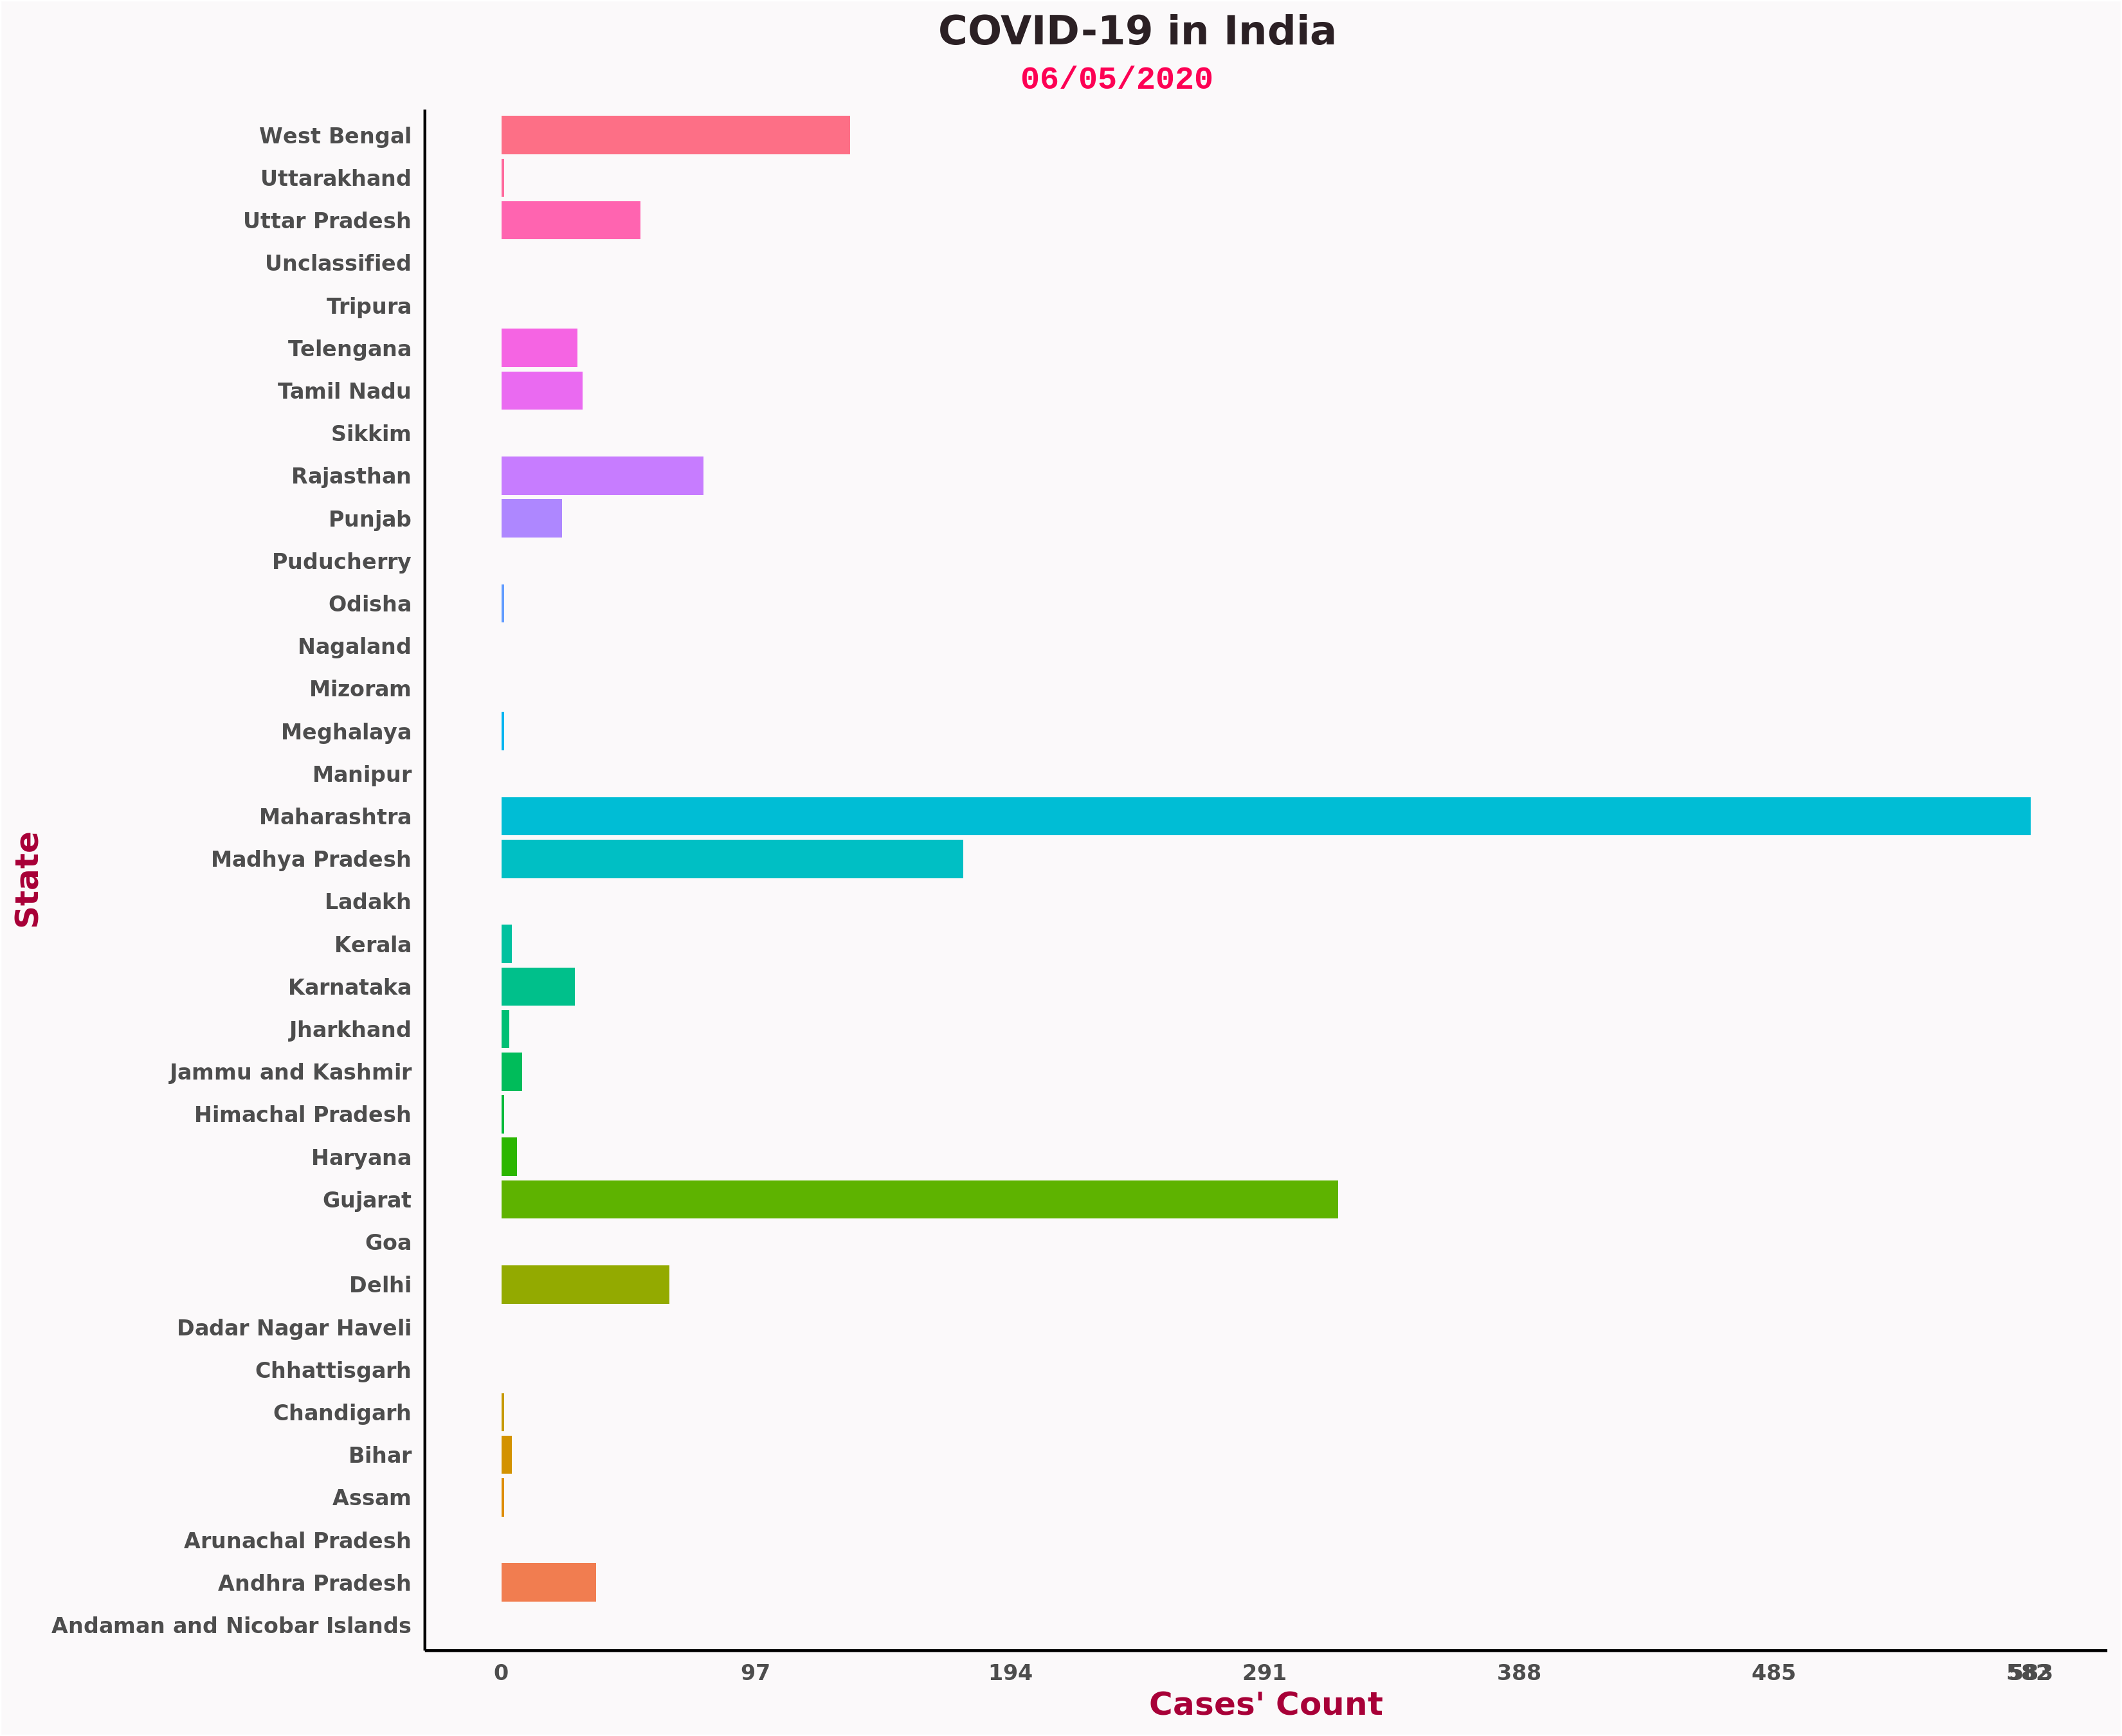 COVID-19 in India
06/05/2020
West Bengal
Uttarakhand
Uttar Pradesh
Unclassified
Tripura
Telengana
Tamil Nadu
Sikkim
Rajasthan
Punjab
Puducherry
Odisha
Nagaland
Mizoram
Meghalaya
Manipur
Maharashtra
Madhya Pradesh
Ladakh
Kerala
Karnataka
Jharkhand
Jammu and Kashmir
Himachal Pradesh
Haryana
Gujarat
Goa
Delhi
Dadar Nagar Haveli
Chhattisgarh
Chandigarh
Bihar
Assam
Arunachal Pradesh
Andhra Pradesh
Andaman and Nicobar Islands
State
0 97 194 291 388 485 582 583
Cases' Count